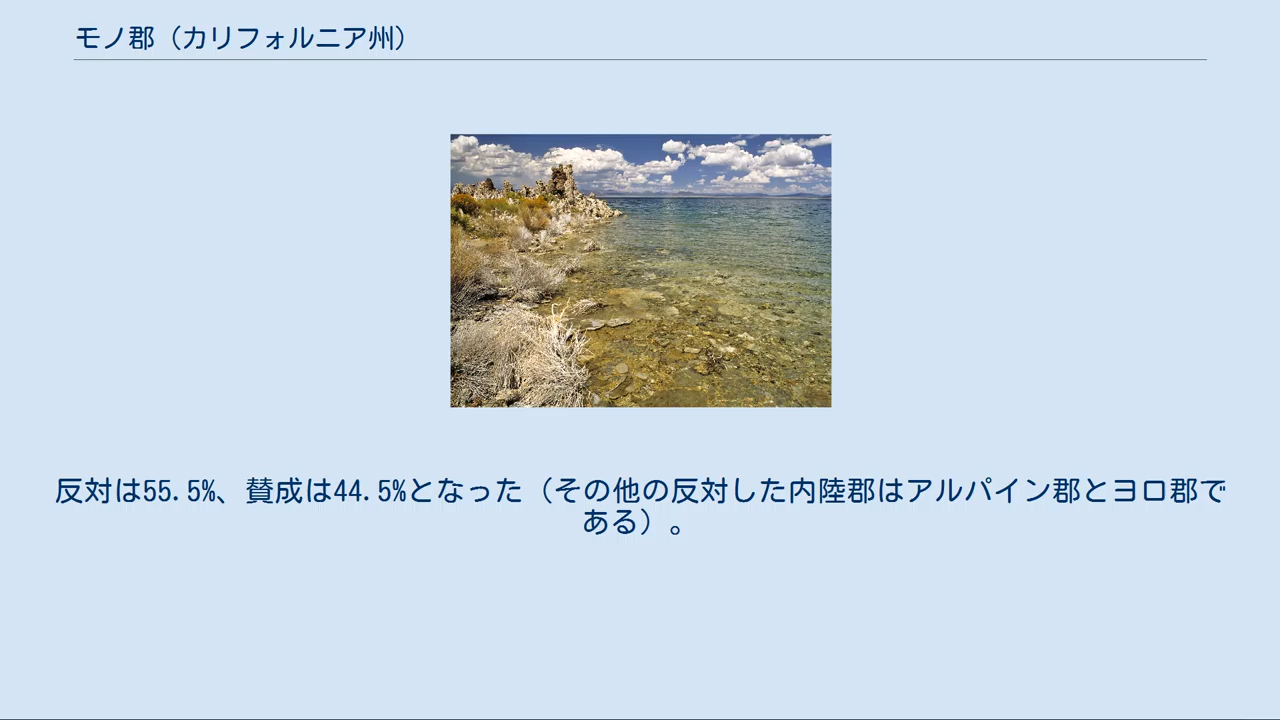 モノ郡（カリフォルニア州）
反対は55.5%、賛成は44.5%となった（その他の反対した内陸郡はアルパイン郡とヨロ郡で
ある）。